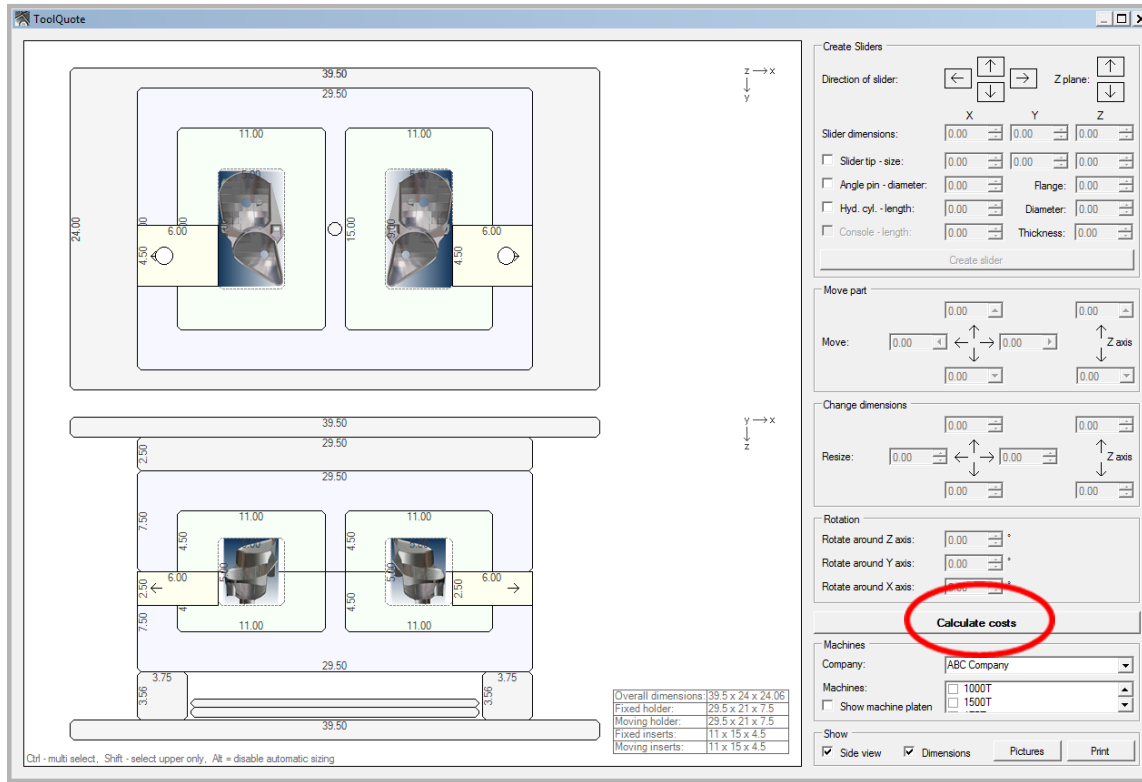 ToolQuote
39.50
29.50
11.00 11.00
24.00
15.00
6.00 6.00
4.50 4.50
z x
y
39.50
29.50
2.50
29.50
7.50
11.00 11.00
4.50 4.50
6.00 6.00
2.50 2.50
7.50
11.00 11.00
29.50
3.75 3.75
3.56 3.56
39.50
y x
z
Overall dimensions: 39.5 x 24 x 24.06
Fixed holder: 29.5 x 21 x 7.5
Moving holder: 29.5 x 21 x 7.5
Fixed inserts: 11 x 15 x 4.5
Moving inserts: 11 x 15 x 4.5
Ctrl - multi select, Shift - select upper only, Alt = disable automatic sizing
Create Sliders
Direction of slider: Z plane:
X Y Z
Slider dimensions: 0.00 0.00 0.00
Slider tip - size: 0.00 0.00 0.00
Angle pin - diameter: 0.00 Flange: 0.00
Hyd. cyl. - length: 0.00 Diameter: 0.00
Console - length: 0.00 Thickness: 0.00
Create slider
Move part
0.00 0.00
Move: 0.00 0.00 Z axis
0.00 0.00
Change dimensions
0.00 0.00
Resize: 0.00 0.00 Z axis
0.00 0.00
Rotation
Rotate around Z axis: 0.00 °
Rotate around Y axis: 0.00 °
Rotate around X axis: 0.00 °
Calculate costs
Machines
Company: ABC Company
Machines: 1000T
Show machine platen 1500T
Show
Side view Dimensions Pictures Print